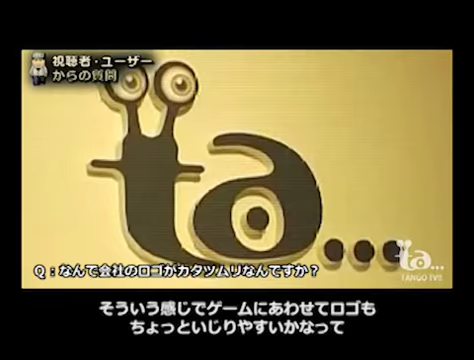 視聴者・ユーザー
からの質問
ta...
Q：なんで会社のロゴがカタツムリなんですか？
ta...
TANGO TV!!
そういう感じでゲームにあわせてロゴも
ちょっといじりやすいかなって